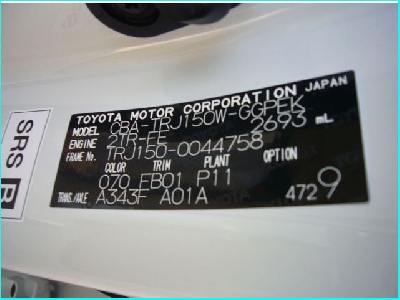 TOYOTA MOTOR CORPORATION JAPAN
MODEL CBA-TRJ150W-GGPEK
ENGINE 2TR-FE 2693 mL
FRAME No. TRJ150-0044758
COLOR TRIM PLANT OPTION
070 FB01 P11
TRANS./AXLE A343F A01A 4729
SRS